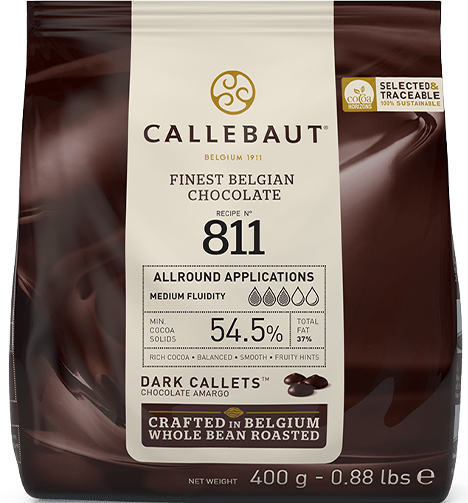 SELECTED &
TRACEABLE
100% SUSTAINABLE
cocoa
HORIZONS
CALLEBAUT®
BELGIUM 1911
FINEST BELGIAN
CHOCOLATE
RECIPE N°
811
ALLROUND APPLICATIONS
MEDIUM FLUIDITY
MIN.
COCOA
SOLIDS
54.5%
TOTAL
FAT
37%
RICH COCOA • BALANCED • SMOOTH • FRUITY HINTS
DARK CALLETS™
CHOCOLATE AMARGO
CRAFTED IN BELGIUM
WHOLE BEAN ROASTED
NET WEIGHT 400 g - 0.88 lbs e